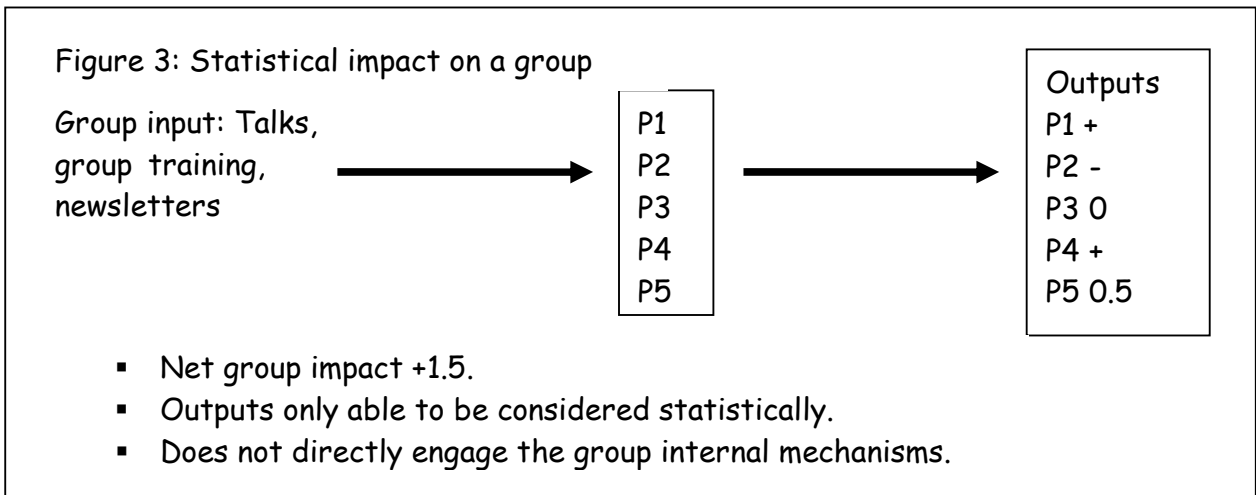 Figure 3: Statistical impact on a group
Group input: Talks,
group training,
newsletters
P1
P2
P3
P4
P5
Outputs
P1 +
P2 -
P3 0
P4 +
P5 0.5
▪ Net group impact +1.5.
▪ Outputs only able to be considered statistically.
▪ Does not directly engage the group internal mechanisms.